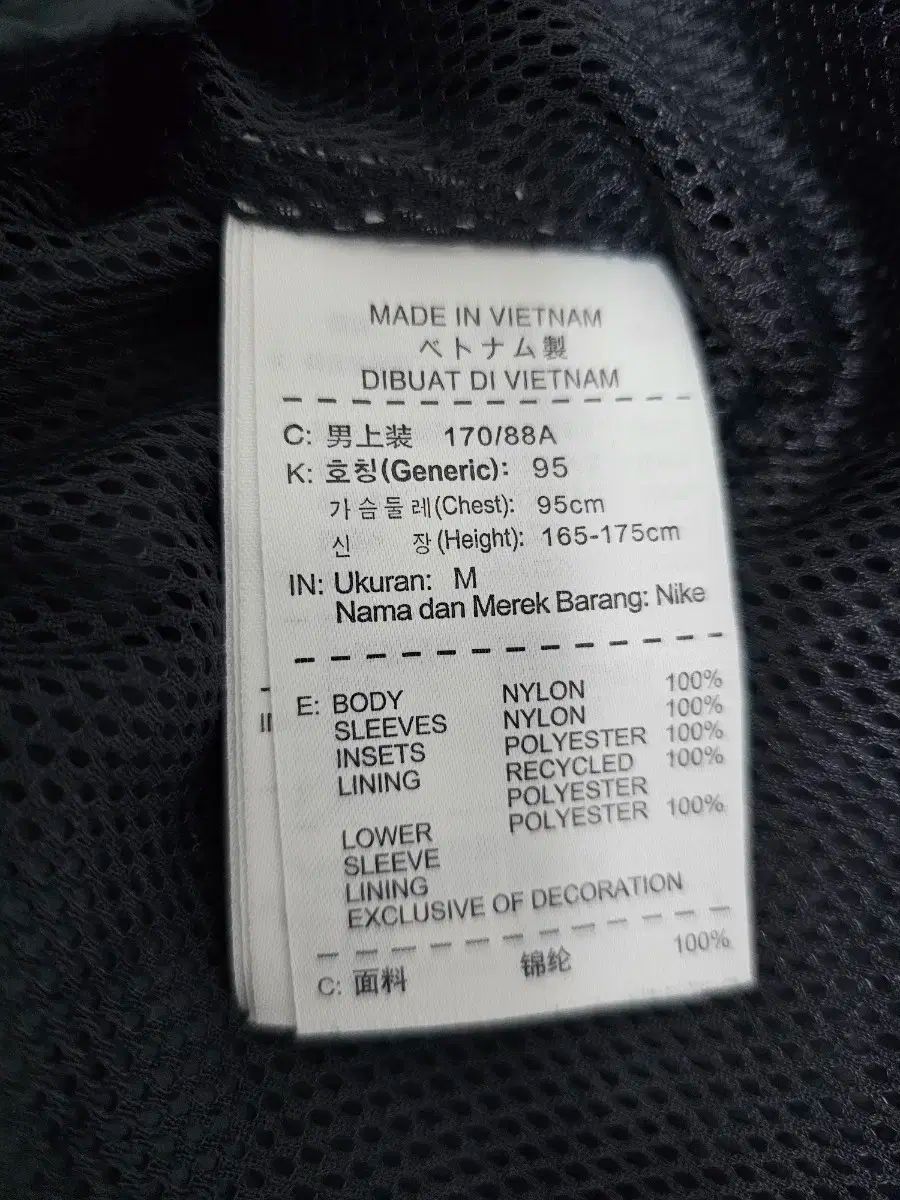 MADE IN VIETNAM
ベトナム製
DIBUAT DI VIETNAM
C: 男上装 170/88A
K: 호칭(Generic): 95
가슴둘레(Chest): 95cm
신 장(Height): 165-175cm
IN: Ukuran: M
Nama dan Merek Barang: Nike
E: BODY NYLON 100%
SLEEVES NYLON 100%
INSETS POLYESTER 100%
LINING RECYCLED 100%
POLYESTER
LOWER POLYESTER 100%
SLEEVE
LINING
EXCLUSIVE OF DECORATION
C: 面料 锦纶 100%